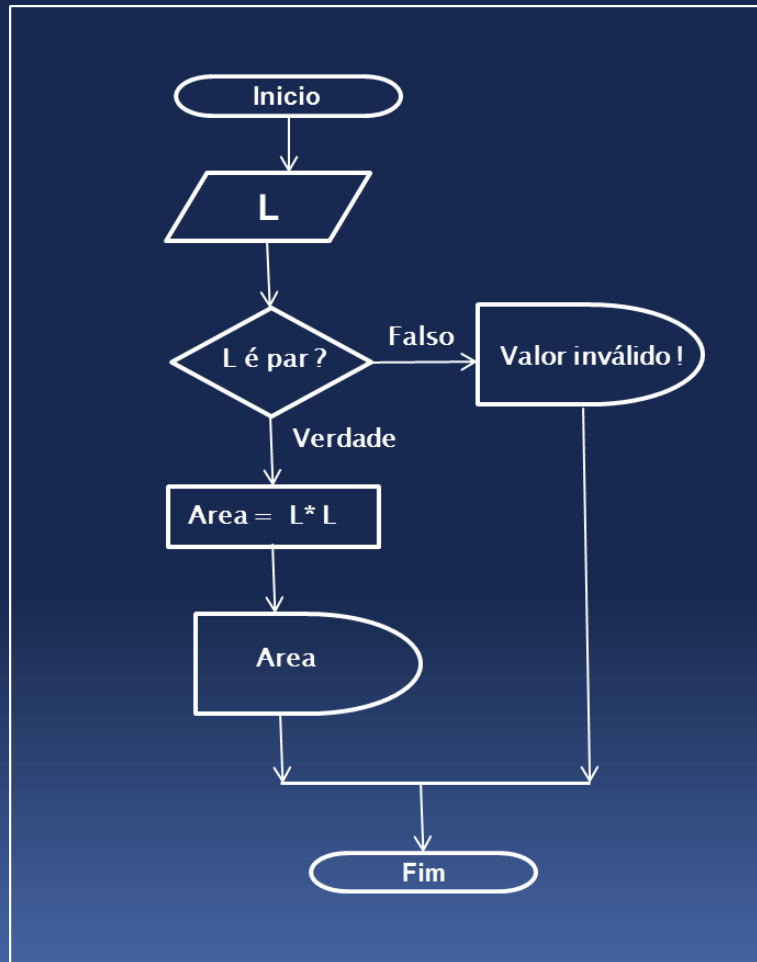 Inicio
L
L é par ?
Falso
Valor inválido !
Verdade
Area = L* L
Area
Fim